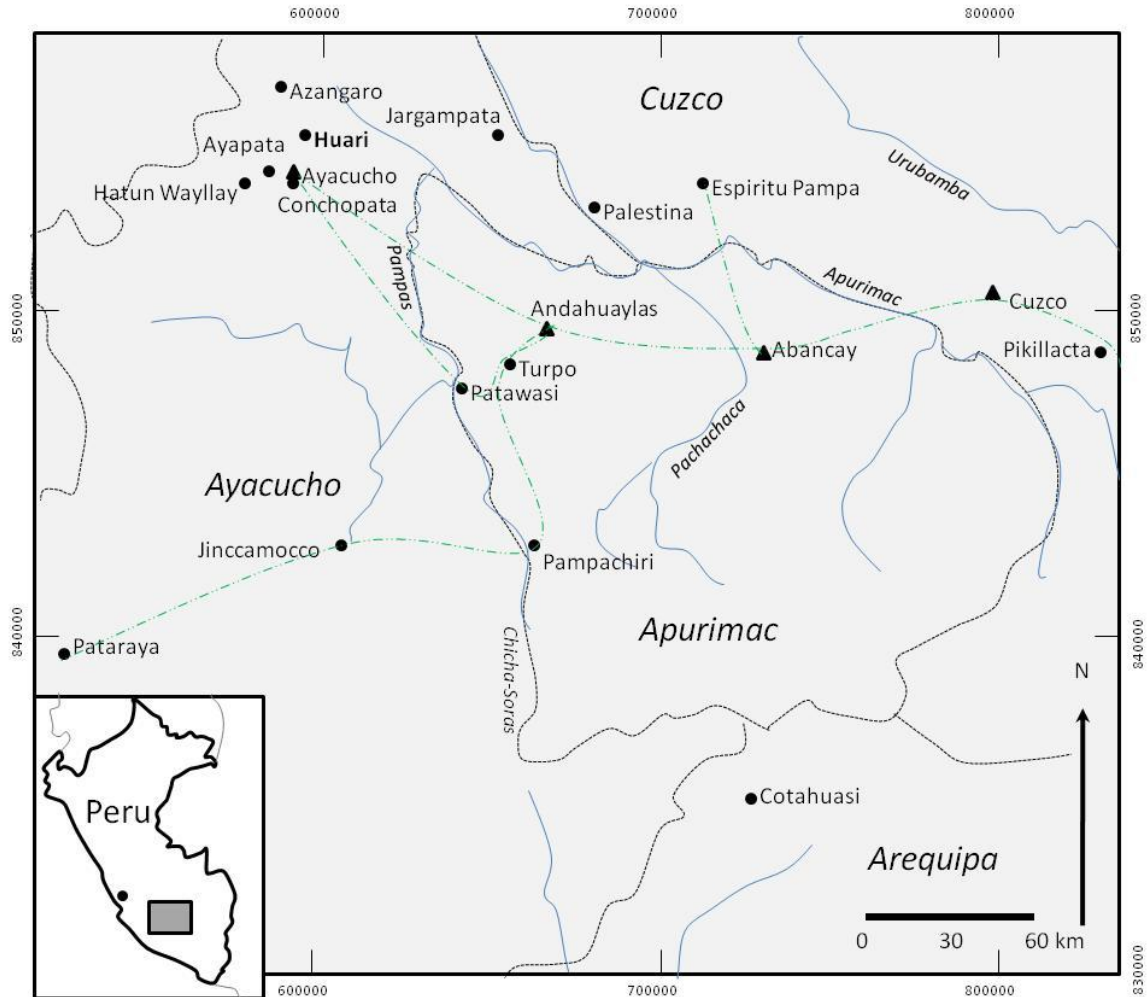 600000
700000
800000
Azangaro
Cuzco
Jargampata
Huari
Ayapata
Urubamba
Ayacucho
Hatun Wayllay
Conchopata
Espiritu Pampa
Palestina
Pampas
Apurimac
Cuzco
850000
850000
Andahuaylas
Abancay
Pikillacta
Turpo
Patawasi
Pachachaca
Ayacucho
Jinccamocco
Pampachiri
Apurimac
840000
840000
Pataraya
Chicha-Soras
N
Peru
Cotahuasi
Arequipa
0 30 60 km
830000
600000
700000
800000